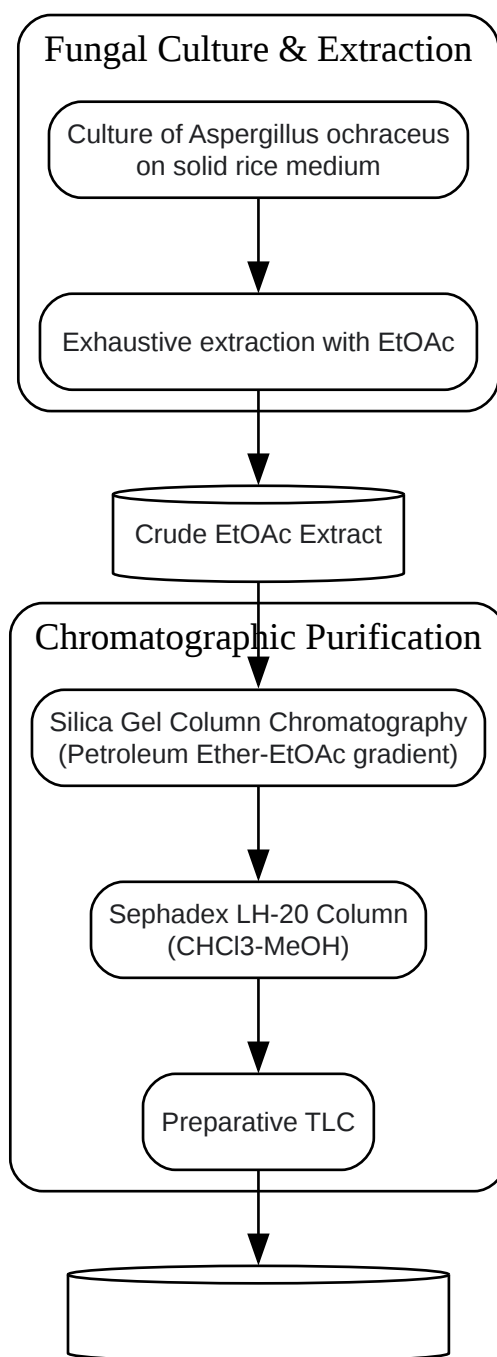 Fungal Culture & Extraction
Culture of Aspergillus ochraceus
on solid rice medium
Exhaustive extraction with EtOAc
Crude EtOAc Extract
Chromatographic Purification
Silica Gel Column Chromatography
(Petroleum Ether-EtOAc gradient)
Sephadex LH-20 Column
(CHCl3-MeOH)
Preparative TLC